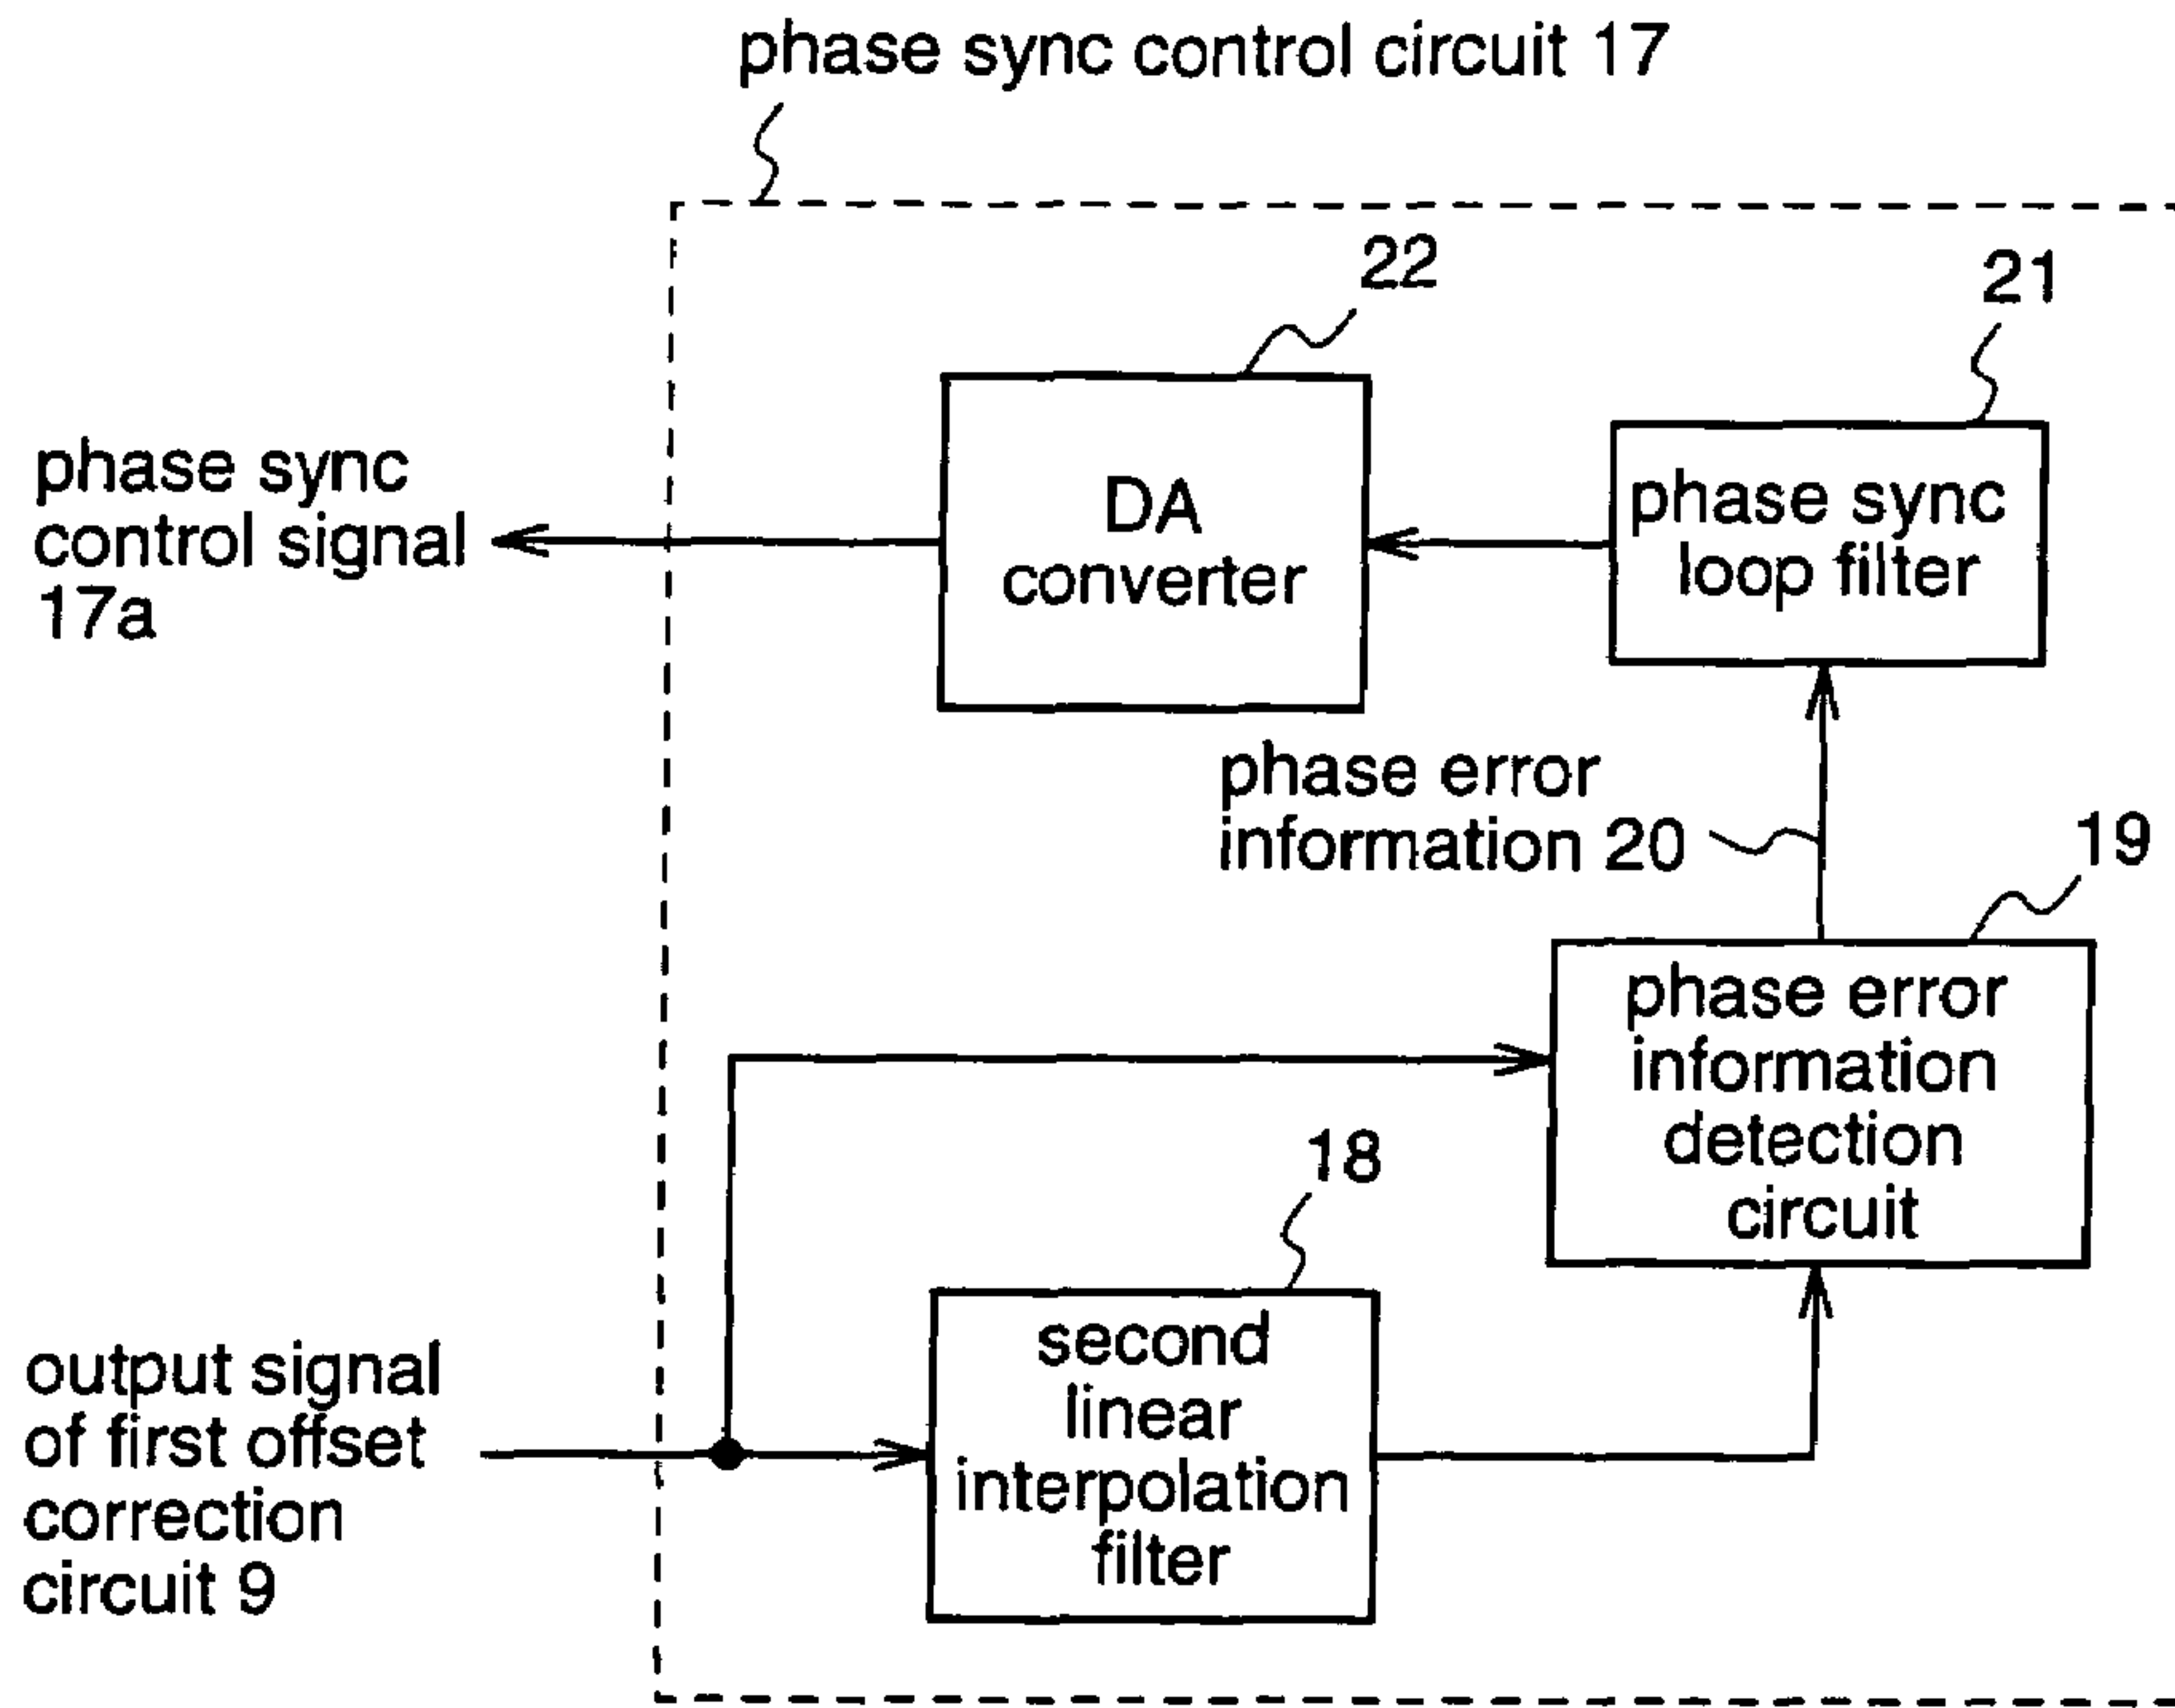 phase sync control circuit 17
22
21
phase sync
control signal
17a
DA
converter
phase sync
loop filter
phase error
information 20
19
phase error
information
detection
circuit
18
second
linear
interpolation
filter
output signal
of first offset
correction
circuit 9